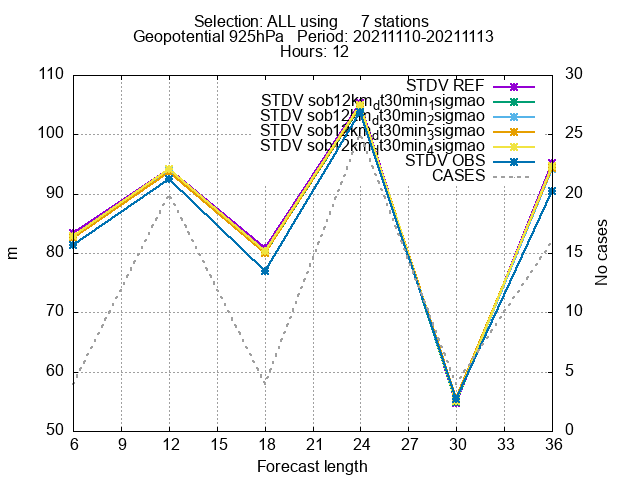 Selection: ALL using 7 stations
Geopotential 925hPa Period: 20211110-20211113
Hours: 12
110
100
90
80
70
60
50
30
25
20
15
10
5
0
m
No cases
STDV REF
STDV sob12km_dt30min_1sigmao
STDV sob12km_dt30min_2sigmao
STDV sob12km_dt30min_3sigmao
STDV sob12km_dt30min_4sigmao
STDV OBS
CASES
6 9 12 15 18 21 24 27 30 33 36
Forecast length